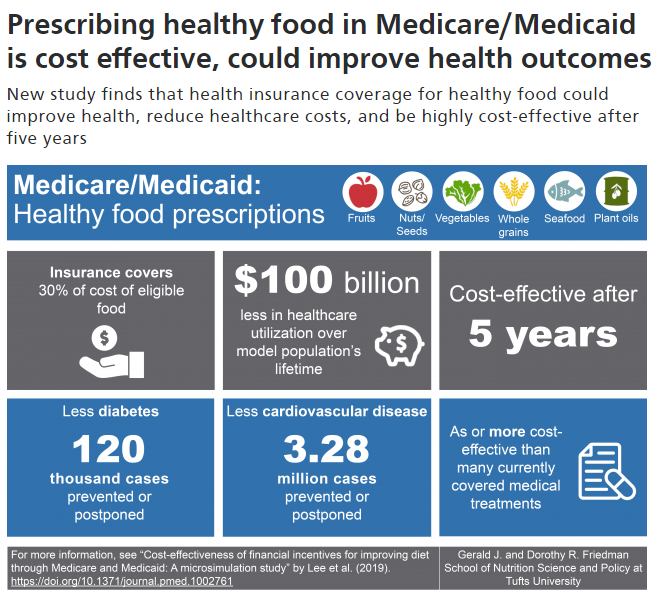 Prescribing healthy food in Medicare/Medicaid
is cost effective, could improve health outcomes
New study finds that health insurance coverage for healthy food could
improve health, reduce healthcare costs, and be highly cost-effective after
five years
Medicare/Medicaid:
Healthy food prescriptions
Fruits
Nuts/
Seeds
Vegetables
Whole
grains
Seafood
Plant oils
Insurance covers
30% of cost of eligible
food
$
$100 billion
less in healthcare
utilization over
model population's
lifetime
$
Cost-effective after
5 years
Less diabetes
120
thousand cases
prevented or
postponed
Less cardiovascular disease
3.28
million cases
prevented or
postponed
As or more cost-
effective than
many currently
covered medical
treatments
For more information, see “Cost-effectiveness of financial incentives for improving diet
through Medicare and Medicaid: A microsimulation study” by Lee et al. (2019).
https://doi.org/10.1371/journal.pmed.1002761
Gerald J. and Dorothy R. Friedman
School of Nutrition Science and Policy at
Tufts University